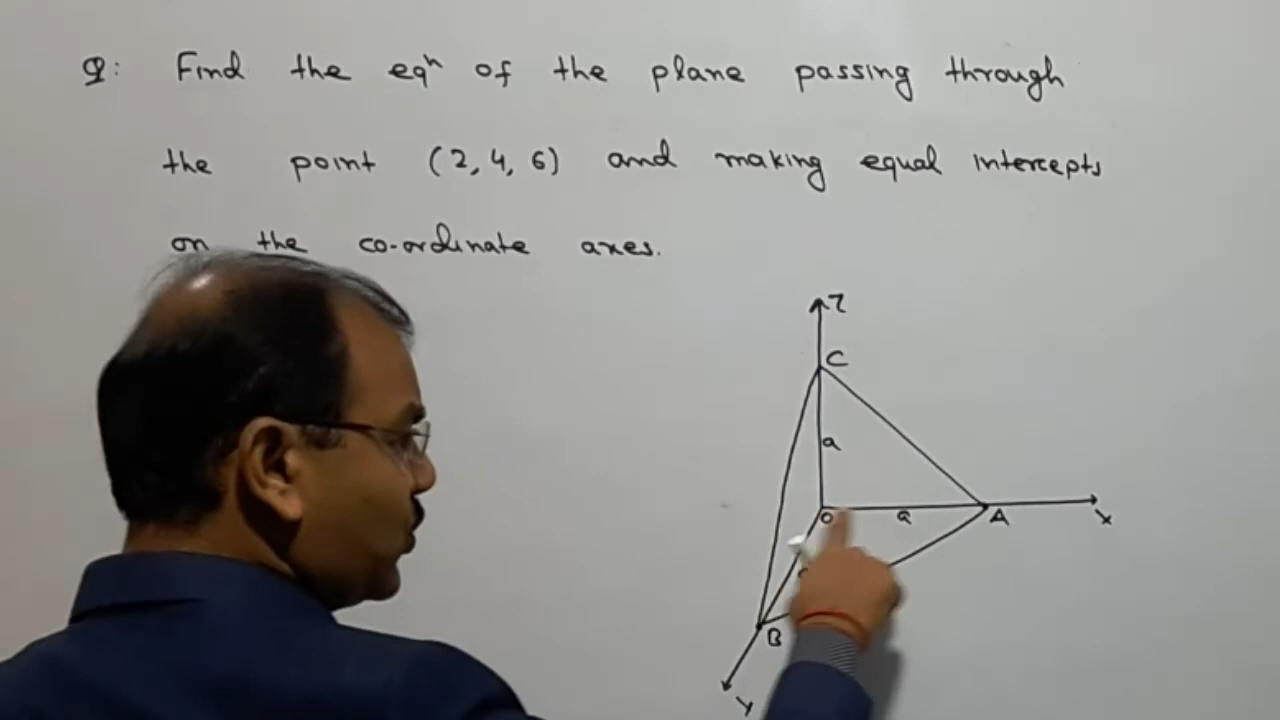 Q: Find the eqⁿ of the plane passing through
the point (2, 4, 6) and making equal intercepts
on the co-ordinate axes.
Z
C
a
O a A
X
B
Y